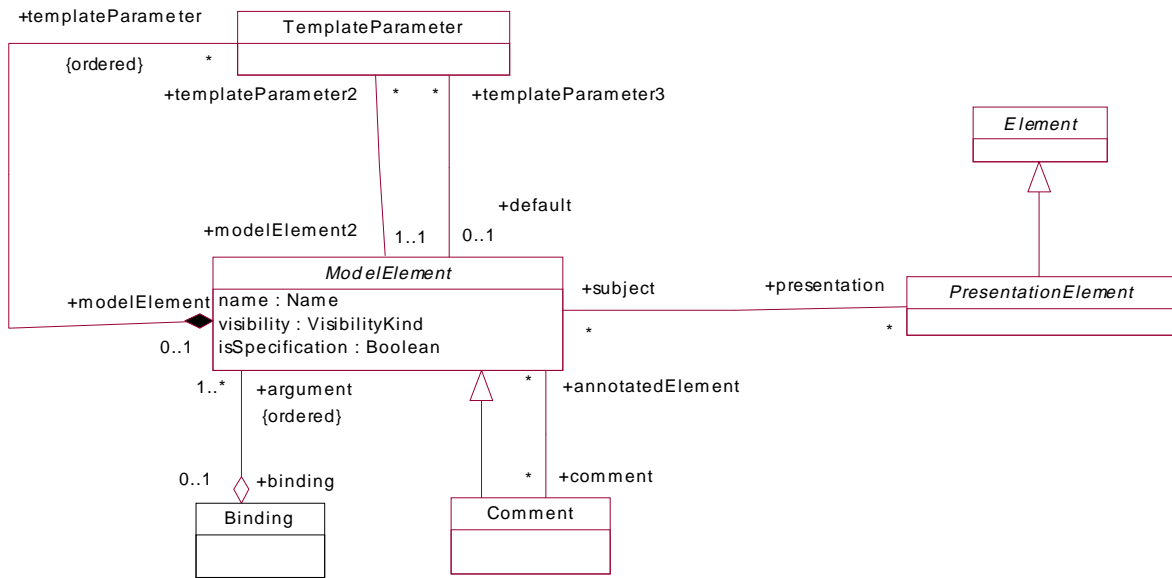 +templateParameter
TemplateParameter
{ordered}
*
+templateParameter2
*
*
+templateParameter3
Element
+default
+modelElement2
1..1
0..1
ModelElement
+modelElement
name : Name
visibility : VisibilityKind
isSpecification : Boolean
+subject
+presentation
PresentationElement
*
*
0..1
1..*
+argument
{ordered}
*
+annotatedElement
0..1
+binding
*
+comment
Binding
Comment